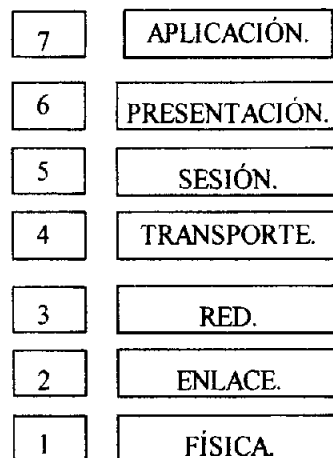 7 APLICACIÓN.
6 PRESENTACIÓN.
5 SESIÓN.
4 TRANSPORTE.
3 RED.
2 ENLACE.
1 FÍSICA.